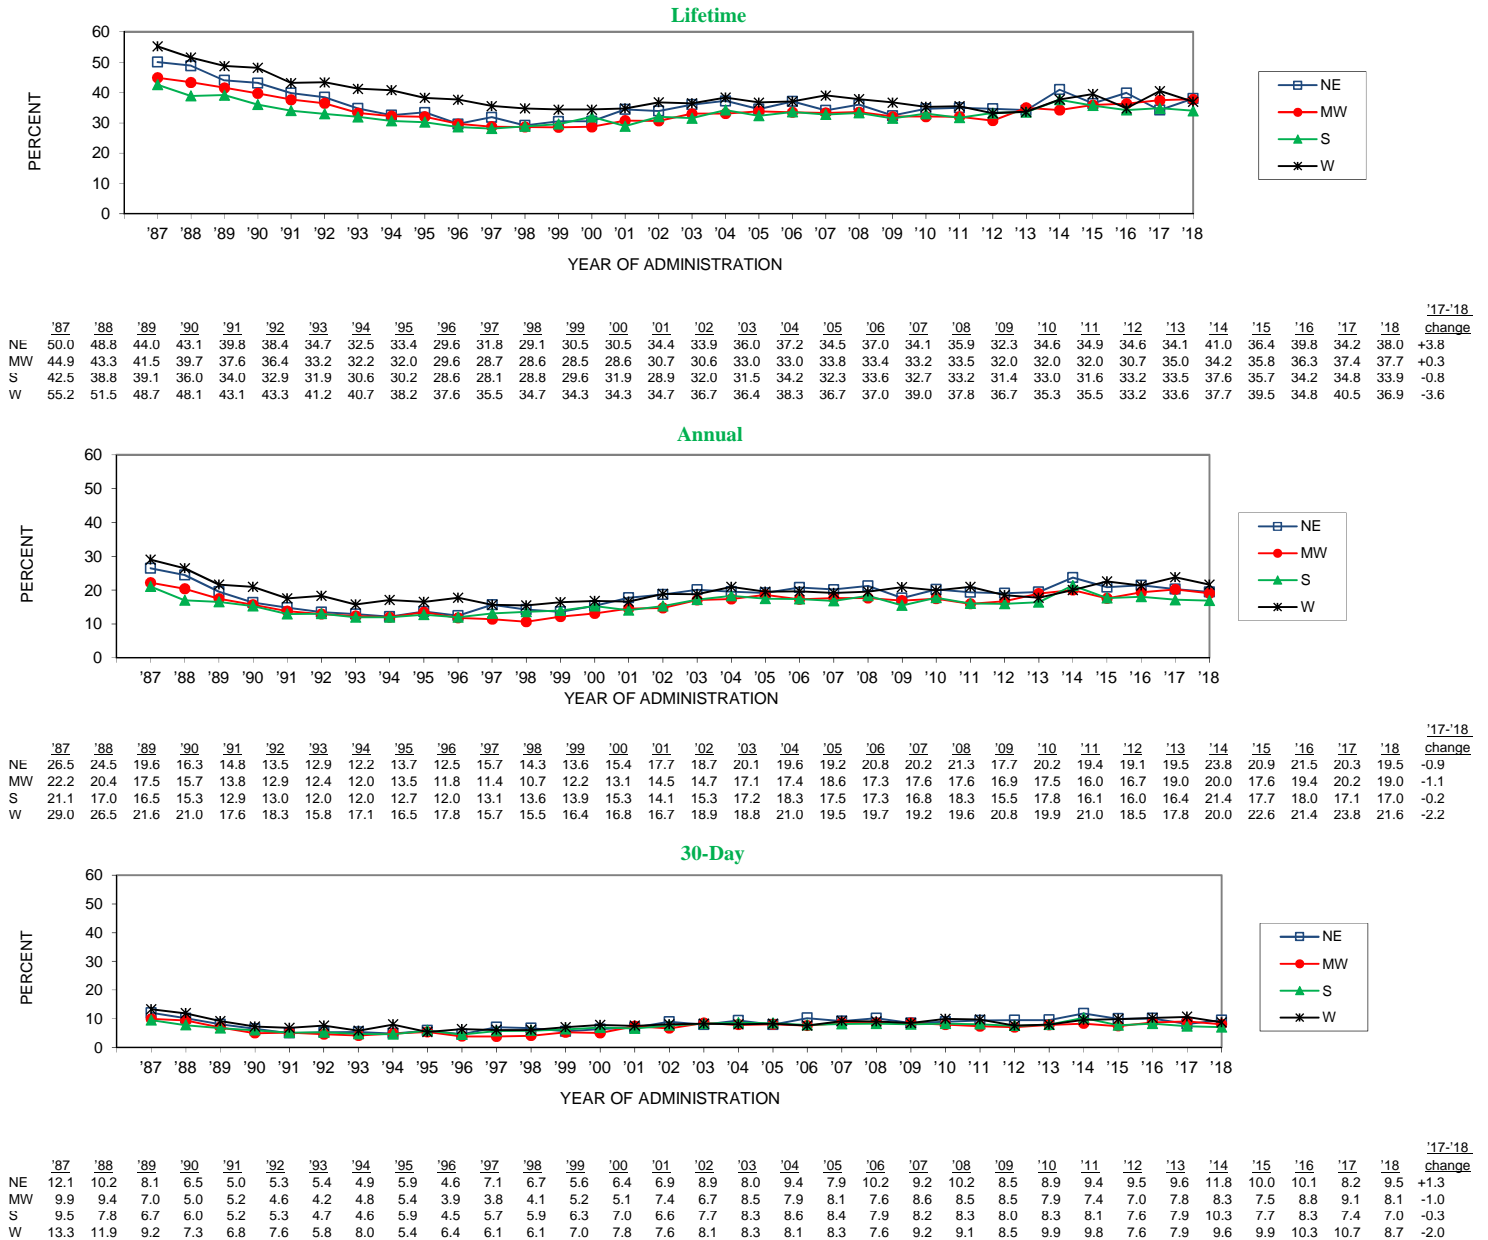 Lifetime
60
50
40
30
20
10
0
PERCENT
NE
MW
S
W
'87 '88 '89 '90 '91 '92 '93 '94 '95 '96 '97 '98 '99 '00 '01 '02 '03 '04 '05 '06 '07 '08 '09 '10 '11 '12 '13 '14 '15 '16 '17 '18
YEAR OF ADMINISTRATION
'17-'18
'87 '88 '89 '90 '91 '92 '93 '94 '95 '96 '97 '98 '99 '00 '01 '02 '03 '04 '05 '06 '07 '08 '09 '10 '11 '12 '13 '14 '15 '16 '17 '18 change
NE 50.0 48.8 44.0 43.1 39.8 38.4 34.7 32.5 33.4 29.6 31.8 29.1 30.5 30.5 34.4 33.9 36.0 37.2 34.5 37.0 34.1 35.9 32.3 34.6 34.9 34.6 34.1 41.0 36.4 39.8 34.2 38.0 +3.8
MW 44.9 43.3 41.5 39.7 37.6 36.4 33.2 32.2 32.0 29.6 28.7 28.6 28.5 28.6 30.7 30.6 33.0 33.0 33.8 33.4 33.2 33.5 32.0 32.0 32.0 30.7 35.0 34.2 35.8 36.3 37.4 37.7 +0.3
S 42.5 38.8 39.1 36.0 34.0 32.9 31.9 30.6 30.2 28.6 28.1 28.8 29.6 31.9 28.9 32.0 31.5 34.2 32.3 33.6 32.7 33.2 31.4 33.0 31.6 33.2 33.5 37.6 35.7 34.2 34.8 33.9 -0.8
W 55.2 51.5 48.7 48.1 43.1 43.3 41.2 40.7 38.2 37.6 35.5 34.7 34.3 34.3 34.7 36.7 36.4 38.3 36.7 37.0 39.0 37.8 36.7 35.3 35.5 33.2 33.6 37.7 39.5 34.8 40.5 36.9 -3.6
Annual
60
50
40
30
20
10
0
PERCENT
NE
MW
S
W
'87 '88 '89 '90 '91 '92 '93 '94 '95 '96 '97 '98 '99 '00 '01 '02 '03 '04 '05 '06 '07 '08 '09 '10 '11 '12 '13 '14 '15 '16 '17 '18
YEAR OF ADMINISTRATION
'17-'18
'87 '88 '89 '90 '91 '92 '93 '94 '95 '96 '97 '98 '99 '00 '01 '02 '03 '04 '05 '06 '07 '08 '09 '10 '11 '12 '13 '14 '15 '16 '17 '18 change
NE 26.5 24.5 19.6 16.3 14.8 13.5 12.9 12.2 13.7 12.5 15.7 14.3 13.6 15.4 17.7 18.7 20.1 19.6 19.2 20.8 20.2 21.3 17.7 20.2 19.4 19.1 19.5 23.8 20.9 21.5 20.3 19.5 -0.9
MW 22.2 20.4 17.5 15.7 13.8 12.9 12.4 12.0 13.5 11.8 11.4 10.7 12.2 13.1 14.5 14.7 17.1 17.4 18.6 17.3 17.6 17.6 16.9 17.5 16.0 16.7 19.0 20.0 17.6 19.4 20.2 19.0 -1.1
S 21.1 17.0 16.5 15.3 12.9 13.0 12.0 12.0 12.7 12.0 13.1 13.6 13.9 15.3 14.1 15.3 17.2 18.3 17.5 17.3 16.8 18.3 15.5 17.8 16.1 16.0 16.4 21.4 17.7 18.0 17.1 17.0 -0.2
W 29.0 26.5 21.6 21.0 17.6 18.3 15.8 17.1 16.5 17.8 15.7 15.5 16.4 16.8 16.7 18.9 18.8 21.0 19.5 19.7 19.2 19.6 20.8 19.9 21.0 18.5 17.8 20.0 22.6 21.4 23.8 21.6 -2.2
30-Day
60
50
40
30
20
10
0
PERCENT
NE
MW
S
W
'87 '88 '89 '90 '91 '92 '93 '94 '95 '96 '97 '98 '99 '00 '01 '02 '03 '04 '05 '06 '07 '08 '09 '10 '11 '12 '13 '14 '15 '16 '17 '18
YEAR OF ADMINISTRATION
'17-'18
'87 '88 '89 '90 '91 '92 '93 '94 '95 '96 '97 '98 '99 '00 '01 '02 '03 '04 '05 '06 '07 '08 '09 '10 '11 '12 '13 '14 '15 '16 '17 '18 change
NE 12.1 10.2 8.1 6.5 5.0 5.3 5.4 4.9 5.9 4.6 7.1 6.7 5.6 6.4 6.9 8.9 8.0 9.4 7.9 10.2 9.2 10.2 8.5 8.9 9.4 9.5 9.6 11.8 10.0 10.1 8.2 9.5 +1.3
MW 9.9 9.4 7.0 5.0 5.2 4.6 4.2 4.8 5.4 3.9 3.8 4.1 5.2 5.1 7.4 6.7 8.5 7.9 8.1 7.6 8.6 8.5 8.5 7.9 7.4 7.0 7.8 8.3 7.5 8.8 9.1 8.1 -1.0
S 9.5 7.8 6.7 6.0 5.2 5.3 4.7 4.6 5.9 4.5 5.7 5.9 6.3 7.0 6.6 7.7 8.3 8.6 8.4 7.9 8.2 8.3 8.0 8.3 8.1 7.6 7.9 10.3 7.7 8.3 7.4 7.0 -0.3
W 13.3 11.9 9.2 7.3 6.8 7.6 5.8 8.0 5.4 6.4 6.1 6.1 7.0 7.8 7.6 8.1 8.3 8.1 8.3 7.6 9.2 9.1 8.5 9.9 9.8 7.6 7.9 9.6 9.9 10.3 10.7 8.7 -2.0